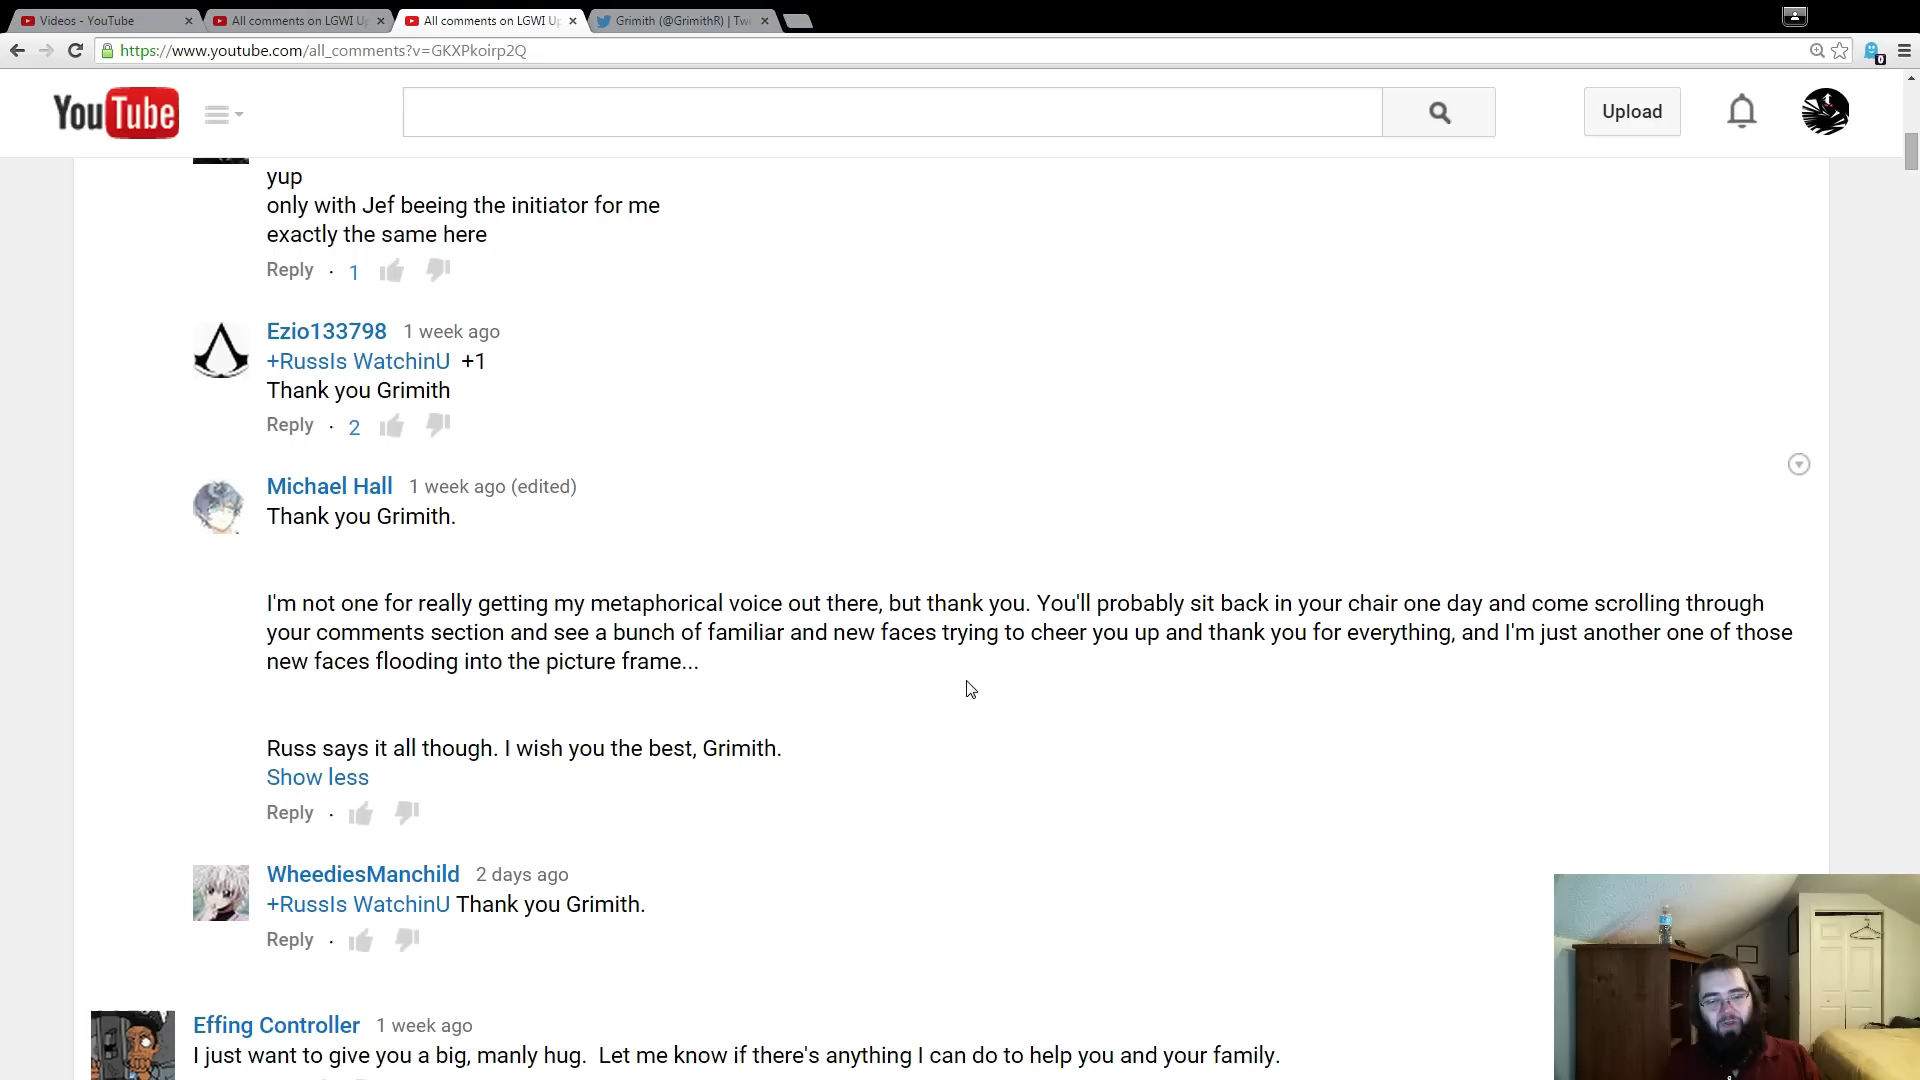 Videos - YouTube
All comments on LGWI Up
All comments on LGWI Up
Grimith (@GrimithR) | Twi
https://www.youtube.com/all_comments?v=GKXPkoirp2Q
0
YouTube
Upload
yup
only with Jef beeing the initiator for me
exactly the same here
Reply · 1
Ezio133798 1 week ago
+RussIs WatchinU +1
Thank you Grimith
Reply · 2
Michael Hall 1 week ago (edited)
Thank you Grimith.
I'm not one for really getting my metaphorical voice out there, but thank you. You'll probably sit back in your chair one day and come scrolling through
your comments section and see a bunch of familiar and new faces trying to cheer you up and thank you for everything, and I'm just another one of those
new faces flooding into the picture frame...
Russ says it all though. I wish you the best, Grimith.
Show less
Reply ·
WheediesManchild 2 days ago
+RussIs WatchinU Thank you Grimith.
Reply ·
Effing Controller 1 week ago
I just want to give you a big, manly hug. Let me know if there's anything I can do to help you and your family.